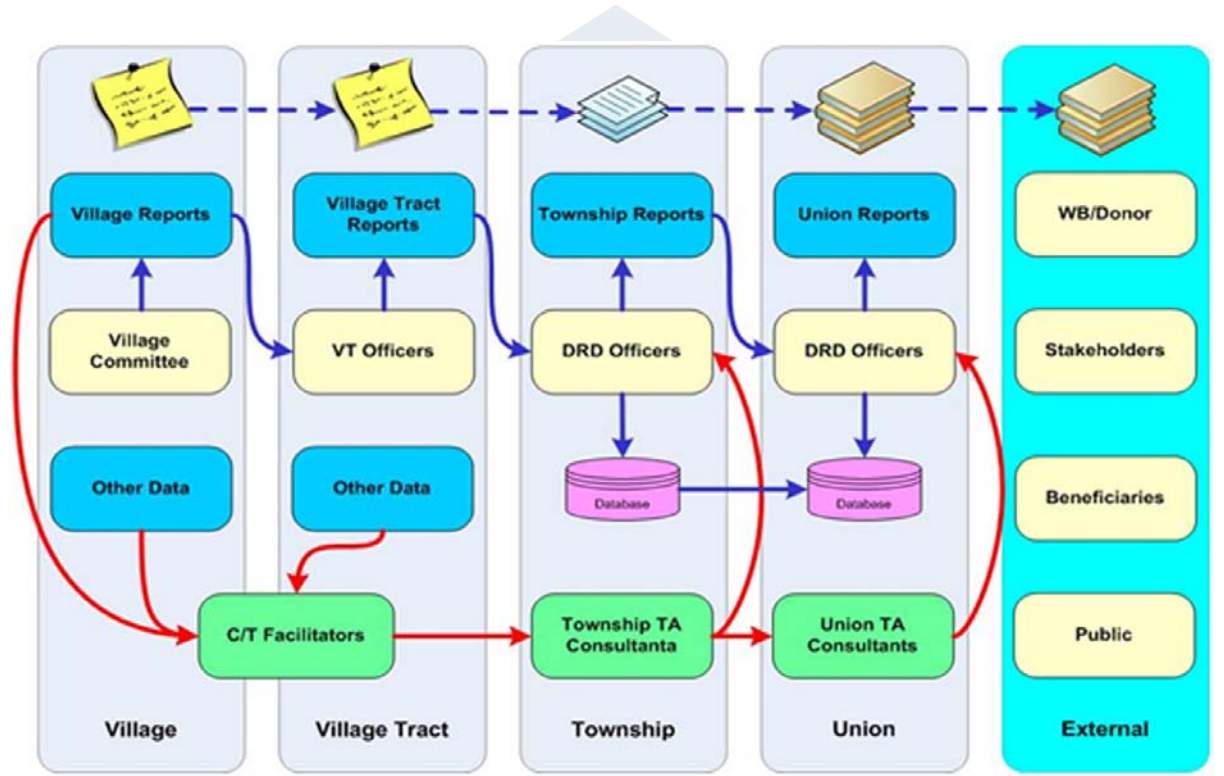 Village Reports
Village Tract
Reports
Township Reports
Union Reports
WB/Donor
Village
Committee
VT Officers
DRD Officers
DRD Officers
Stakeholders
Other Data
Other Data
Database
Database
Beneficiaries
C/T Facilitators
Township TA
Consultanta
Union TA
Consultants
Public
Village
Village Tract
Township
Union
External